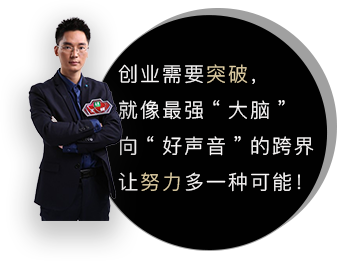 创业需要突破，
就像最强“大脑”
向“好声音”的跨界
让努力多一种可能！